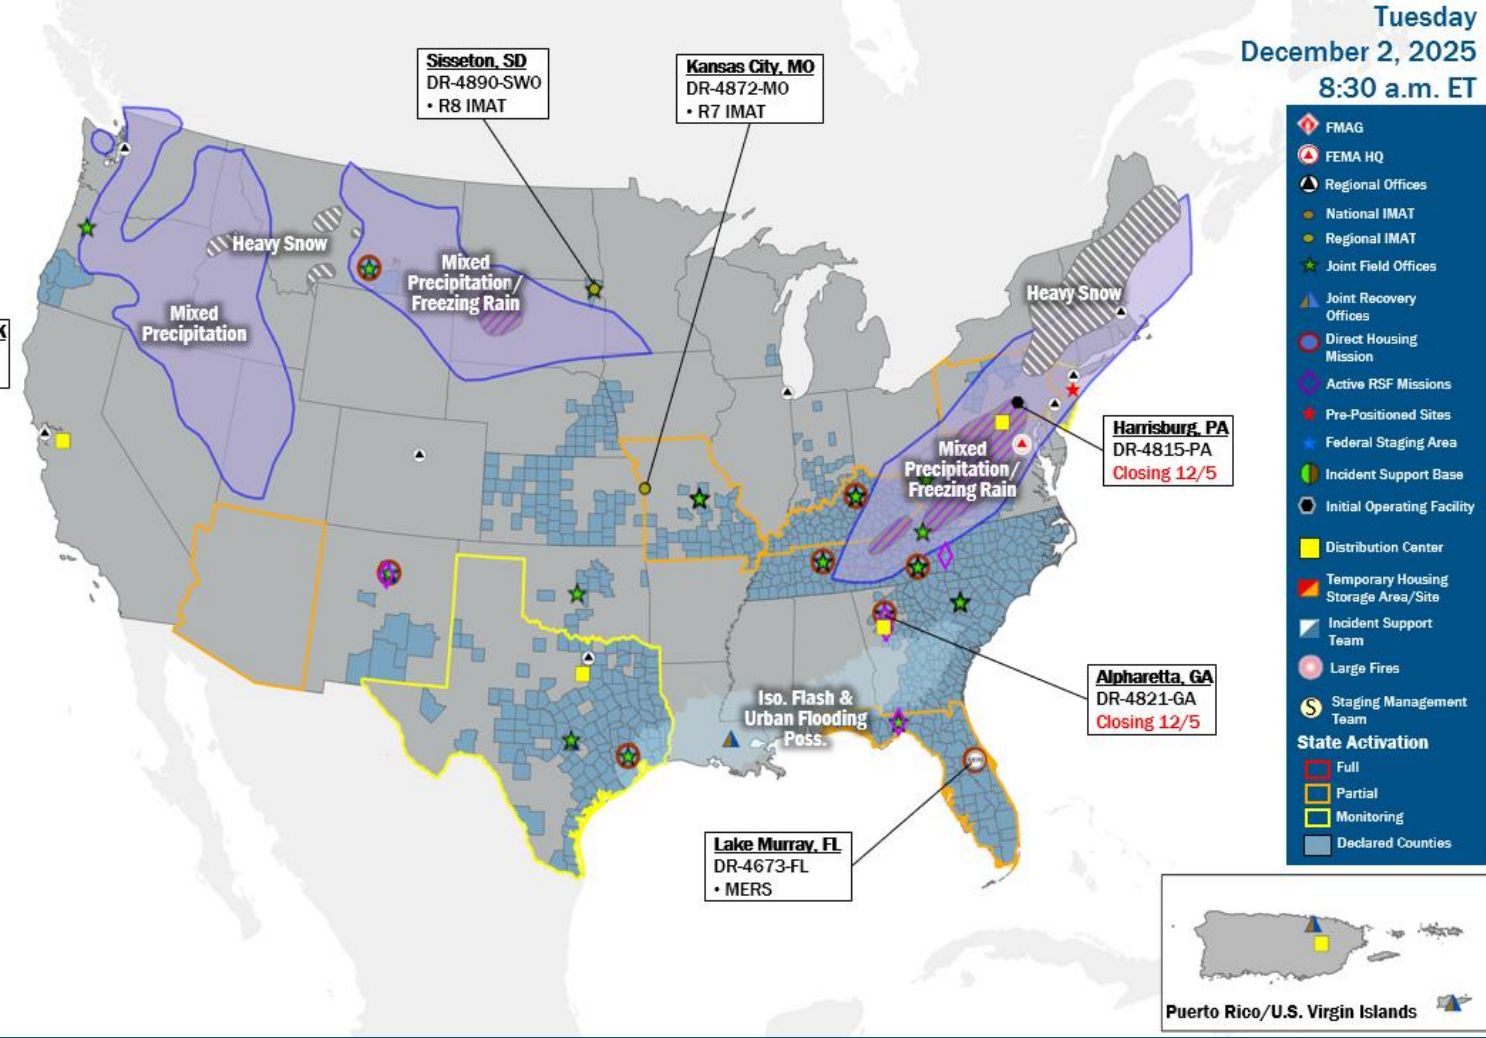 Tuesday
December 2, 2025
8:30 a.m. ET
Sisseton, SD
DR-4890-SWO
• R8 IMAT
Kansas City, MO
DR-4872-MO
• R7 IMAT
Heavy Snow
Mixed
Precipitation
Mixed
Precipitation/
Freezing Rain
Heavy Snow
Mixed
Precipitation/
Freezing Rain
Harrisburg, PA
DR-4815-PA
Closing 12/5
Alpharetta, GA
DR-4821-GA
Closing 12/5
Iso. Flash &
Urban Flooding
Poss.
Lake Murray, FL
DR-4673-FL
• MERS
FMAG
FEMA HQ
Regional Offices
National IMAT
Regional IMAT
Joint Field Offices
Joint Recovery
Offices
Direct Housing
Mission
Active RSF Missions
Pre-Positioned Sites
Federal Staging Area
Incident Support Base
Initial Operating Facility
Distribution Center
Temporary Housing
Storage Area/Site
Incident Support
Team
Large Fires
S
Staging Management
Team
State Activation
Full
Partial
Monitoring
Declared Counties
Puerto Rico/U.S. Virgin Islands